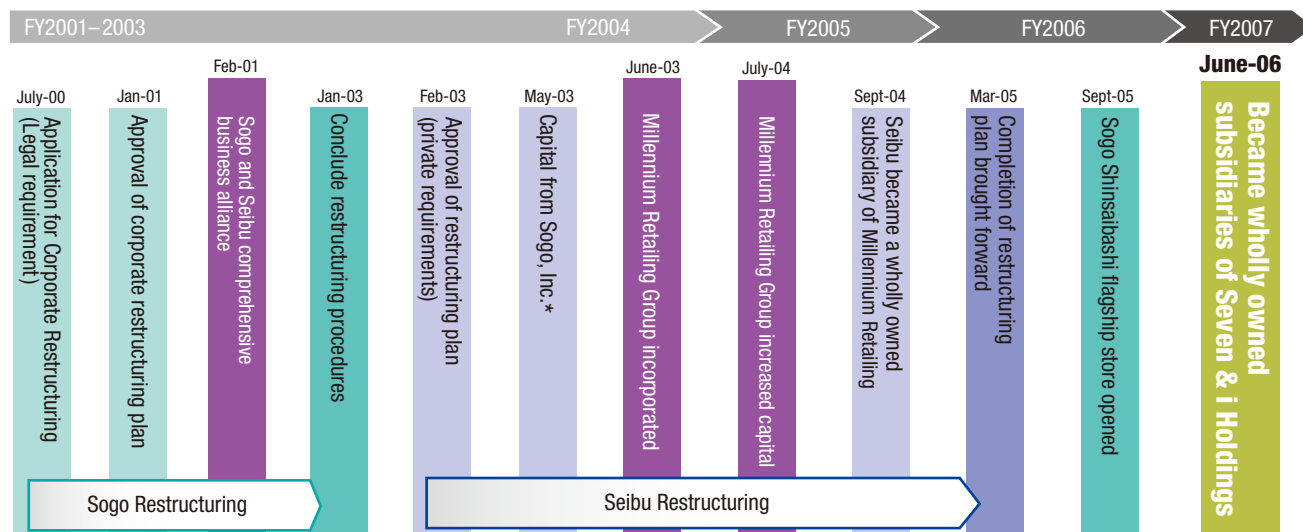 FY2001–2003
FY2004
FY2005
FY2006
FY2007
July-00
Application for Corporate Restructuring
(Legal requirement)
Jan-01
Approval of corporate restructuring plan
Feb-01
Sogo and Seibu comprehensive
business alliance
Jan-03
Conclude restructuring procedures
Feb-03
Approval of restructuring plan
(private requirements)
May-03
Capital from Sogo, Inc.*
June-03
Millennium Retailing Group incorporated
July-04
Millennium Retailing Group increased capital
Sept-04
Seibu became a wholly owned
subsidiary of Millennium Retailing
Mar-05
Completion of restructuring
plan brought forward
Sept-05
Sogo Shinsaibashi flagship store opened
June-06
Became wholly owned
subsidiaries of Seven & i Holdings
Sogo Restructuring
Seibu Restructuring